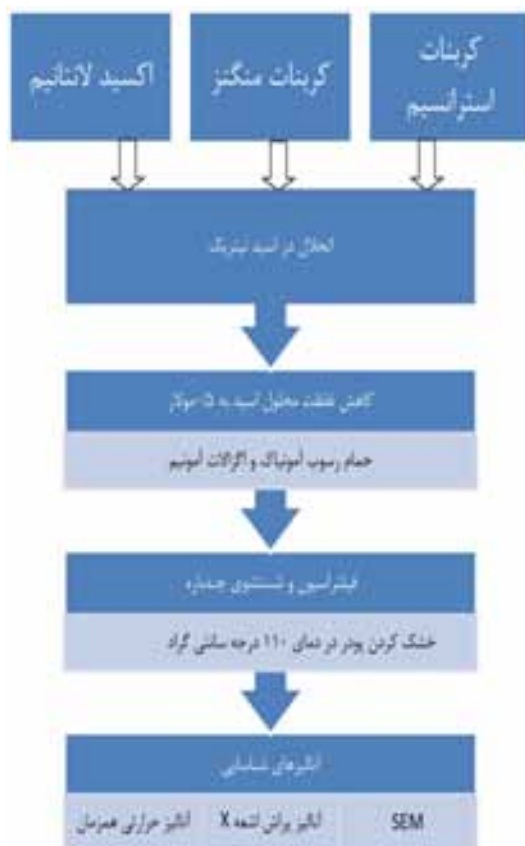 کربنات
استرانسیم
کربنات منگنز
اکسید لانتانیم
انحلال در اسید نیتریک
کاهش غلظت محلول اسید به ۵/. مولار
حمام رسوب آمونیاک و اگزالات آمونیم
فیلتراسیون و شستشوی چندباره
خشک کردن پودر در دمای ۱۱۰ درجه سانتی گراد
آنالیزهای شناسایی
SEM
آنالیز پراش اشعه X
آنالیز حرارتی همزمان